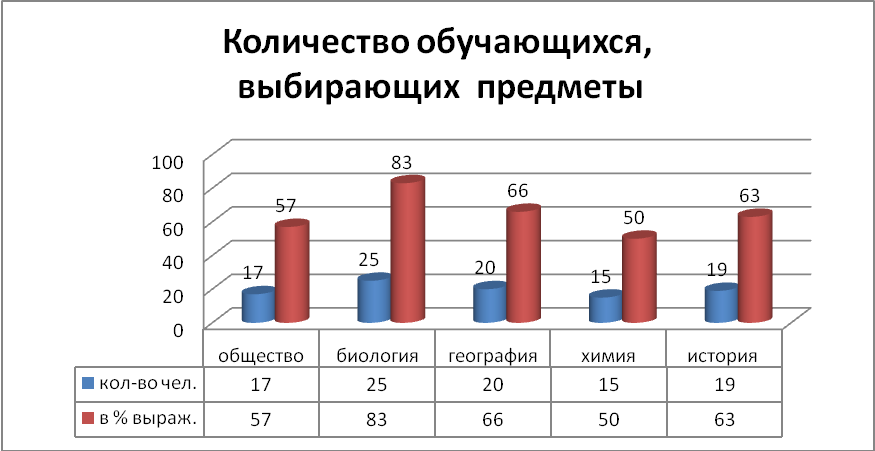 Количество обучающихся,
выбирающих предметы
100
80
60
40
20
0
17 57
25 83
20 66
15 50
19 63
общество биология география химия история
кол-во чел. 17 25 20 15 19
в % выраж. 57 83 66 50 63